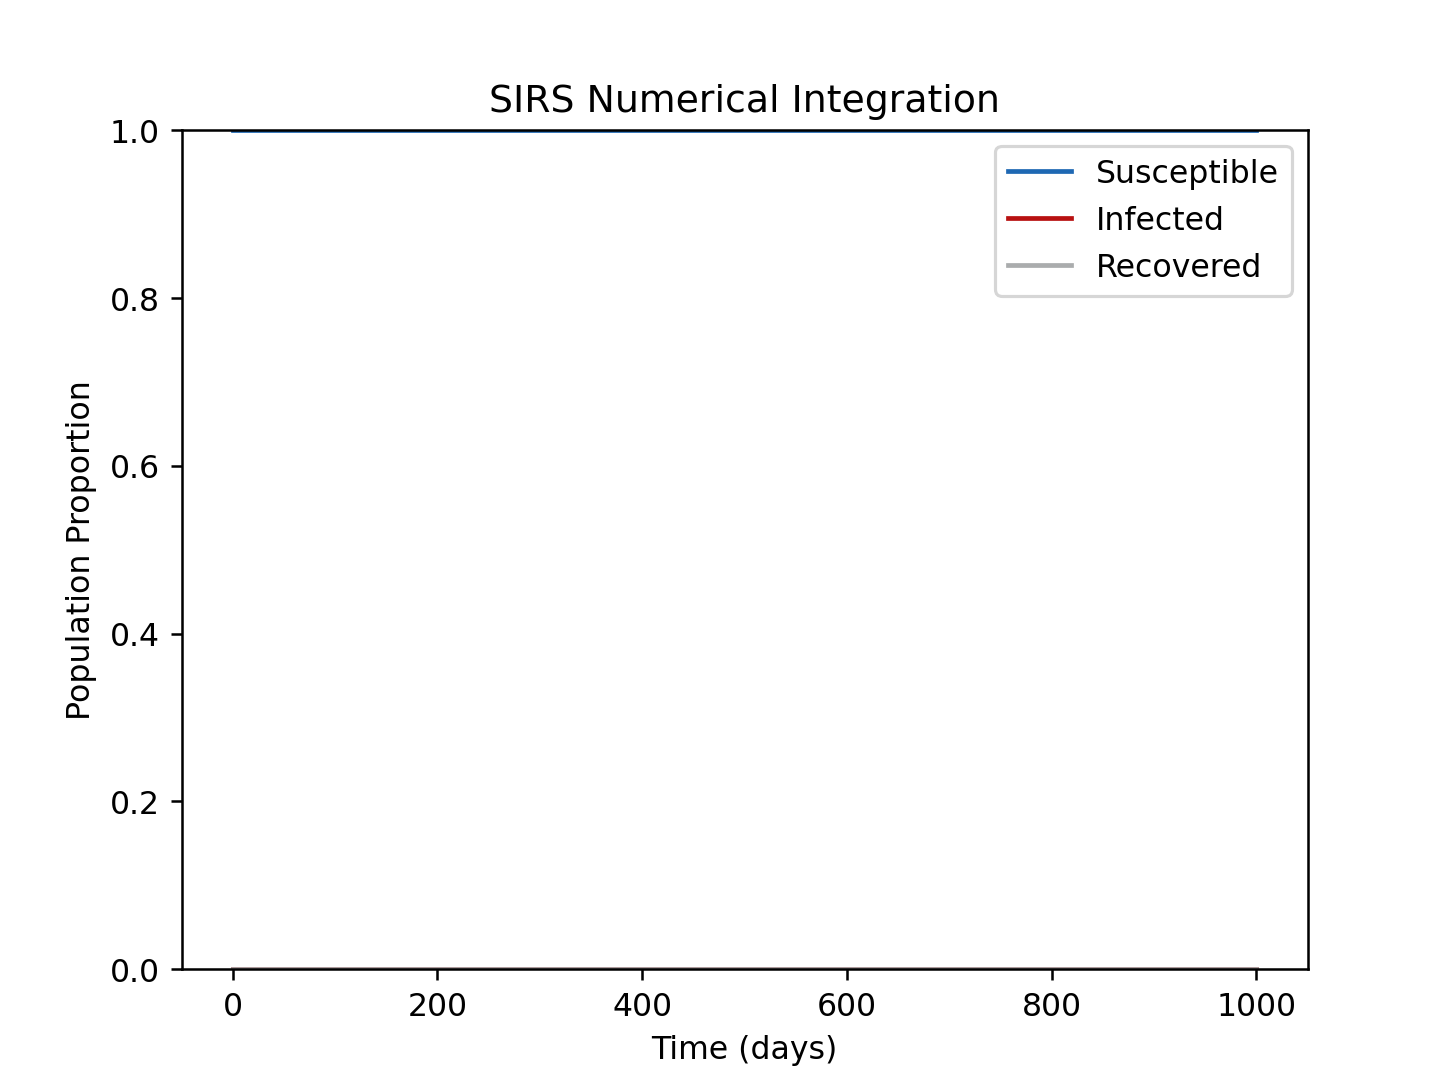 SIRS Numerical Integration
1.0
0.8
0.6
0.4
0.2
0.0
Population Proportion
Susceptible
Infected
Recovered
0 200 400 600 800 1000
Time (days)